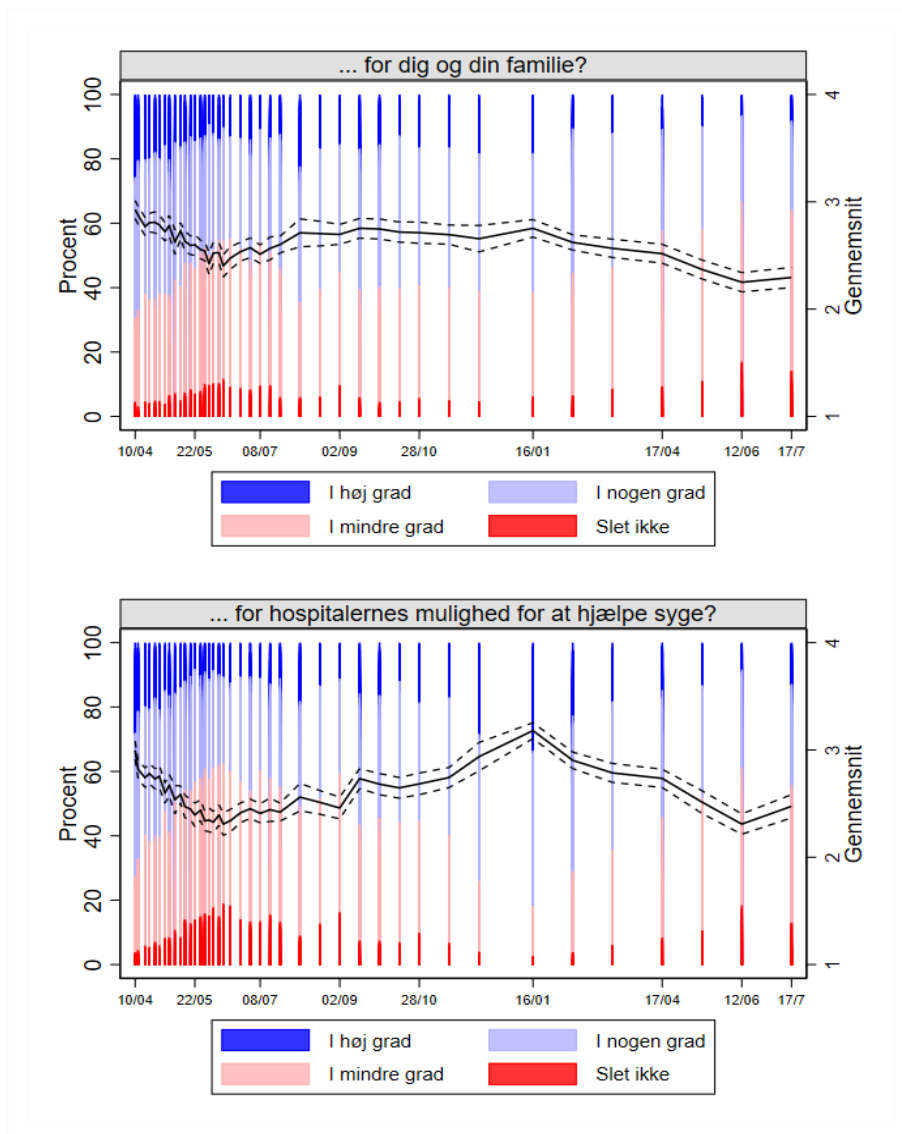 ... for dig og din familie?
Procent
100
80
60
40
20
0
4
3
2
1
Gennemsnit
10/04 22/05 08/07 02/09 28/10 16/01 17/04 12/06 17/7
I høj grad I nogen grad
I mindre grad Slet ikke
... for hospitalernes mulighed for at hjælpe syge?
Procent
100
80
60
40
20
0
4
3
2
1
Gennemsnit
10/04 22/05 08/07 02/09 28/10 16/01 17/04 12/06 17/7
I høj grad I nogen grad
I mindre grad Slet ikke